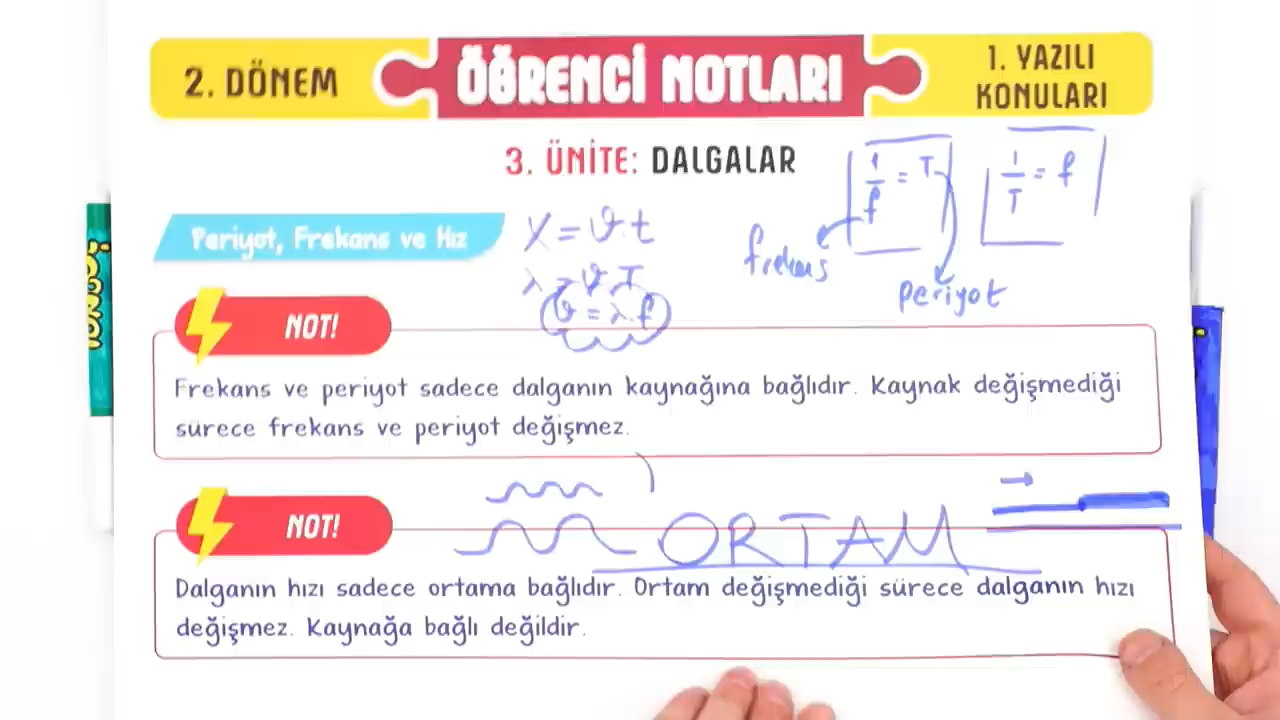 2. DÖNEM
ÖĞRENCİ NOTLARI
1. YAZILI
KONULARI
3. ÜNİTE: DALGALAR
1/f = T
1/T = f
frekans
periyot
Periyot, Frekans ve Hız
X = ϑ.t
λ = ϑ.T
ϑ = λ.f
NOT!
Frekans ve periyot sadece dalganın kaynağına bağlıdır. Kaynak değişmediği
sürece frekans ve periyot değişmez.
NOT!
ORTAM
Dalganın hızı sadece ortama bağlıdır. Ortam değişmediği sürece dalganın hızı
değişmez. Kaynağa bağlı değildir.